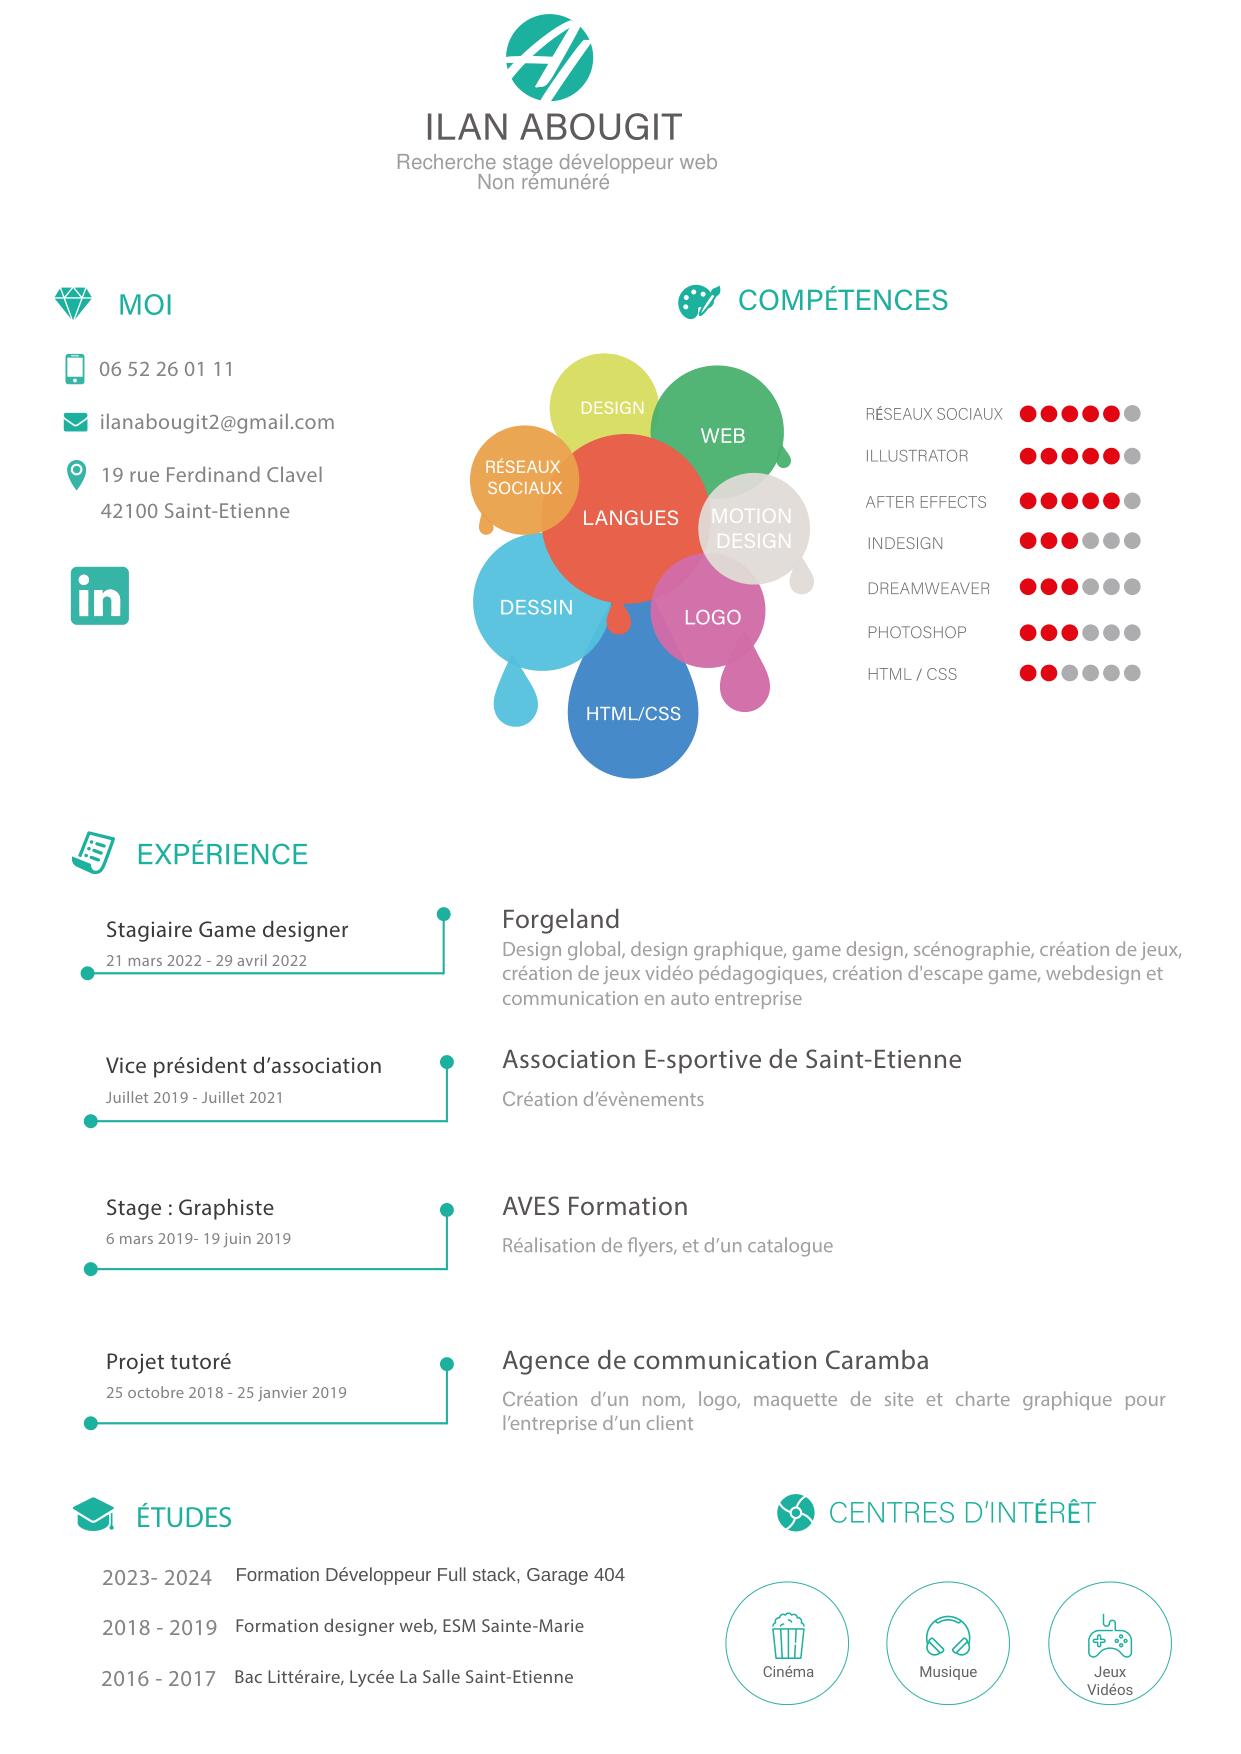 ILAN ABOUGIT
Recherche stage développeur web
Non rémunéré
MOI
06 52 26 01 11
ilanabougit2@gmail.com
19 rue Ferdinand Clavel
42100 Saint-Etienne
in
COMPÉTENCES
DESIGN
WEB
RÉSEAUX
SOCIAUX
LANGUES
MOTION
DESIGN
DESSIN
LOGO
HTML/CSS
RÉSEAUX SOCIAUX
ILLUSTRATOR
AFTER EFFECTS
INDESIGN
DREAMWEAVER
PHOTOSHOP
HTML / CSS
EXPÉRIENCE
Stagiaire Game designer
21 mars 2022 - 29 avril 2022
Forgeland
Design global, design graphique, game design, scénographie, création de jeux,
création de jeux vidéo pédagogiques, création d'escape game, webdesign et
communication en auto entreprise
Vice président d’association
Juillet 2019 - Juillet 2021
Association E-sportive de Saint-Etienne
Création d’évènements
Stage : Graphiste
6 mars 2019- 19 juin 2019
AVES Formation
Réalisation de flyers, et d’un catalogue
Projet tutoré
25 octobre 2018 - 25 janvier 2019
Agence de communication Caramba
Création d’un nom, logo, maquette de site et charte graphique pour
l’entreprise d’un client
ÉTUDES
2023- 2024 Formation Développeur Full stack, Garage 404
2018 - 2019 Formation designer web, ESM Sainte-Marie
2016 - 2017 Bac Littéraire, Lycée La Salle Saint-Etienne
CENTRES D’INTÉRÊT
Cinéma
Musique
Jeux
Vidéos